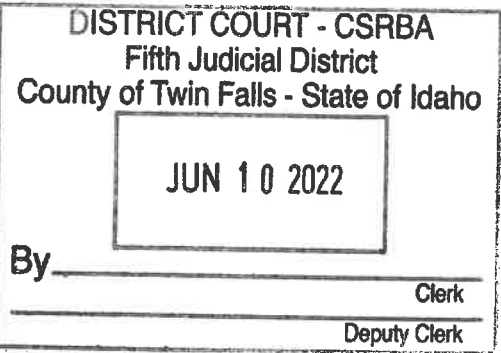 DISTRICT COURT - CSRBA
Fifth Judicial District
County of Twin Falls - State of Idaho
JUN 10 2022
By
Clerk
Deputy Clerk